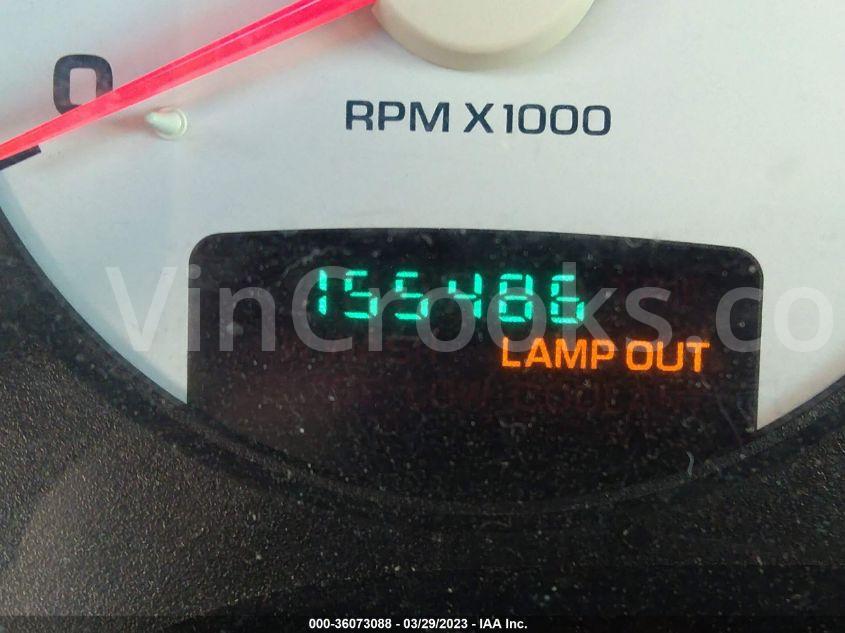 0
RPM X1000
155486
VinCrooks.co
LAMP OUT
000-36073088 - 03/29/2023 - IAA Inc.